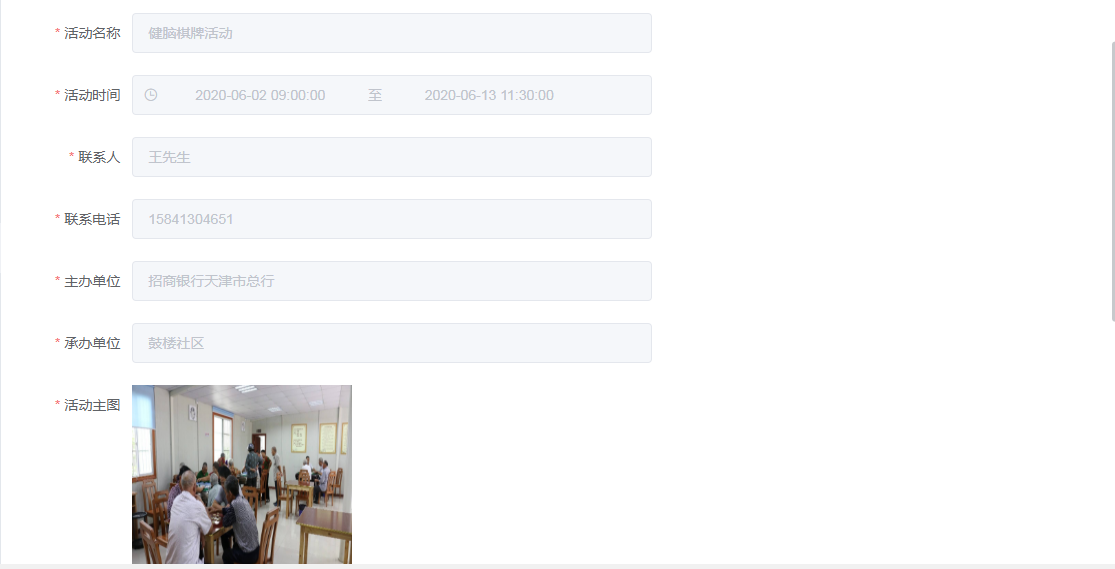 * 活动名称 健脑棋牌活动
* 活动时间 2020-06-02 09:00:00 至 2020-06-13 11:30:00
* 联系人 王先生
* 联系电话 15841304651
* 主办单位 招商银行天津市总行
* 承办单位 鼓楼社区
* 活动主图